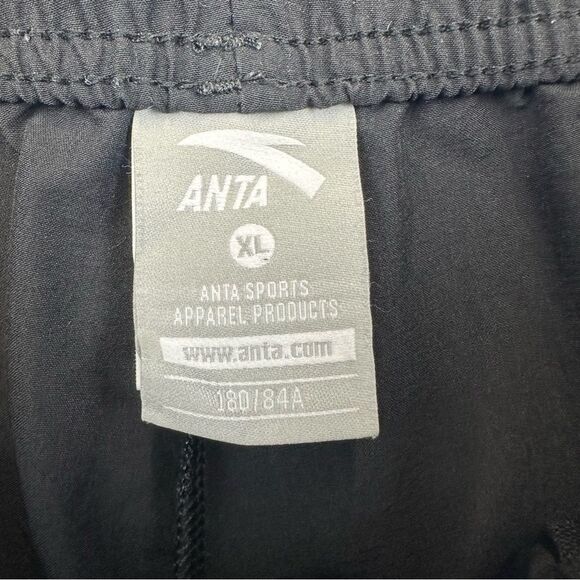 ANTA
XL
ANTA SPORTS
APPAREL PRODUCTS
www.anta.com
180/84A